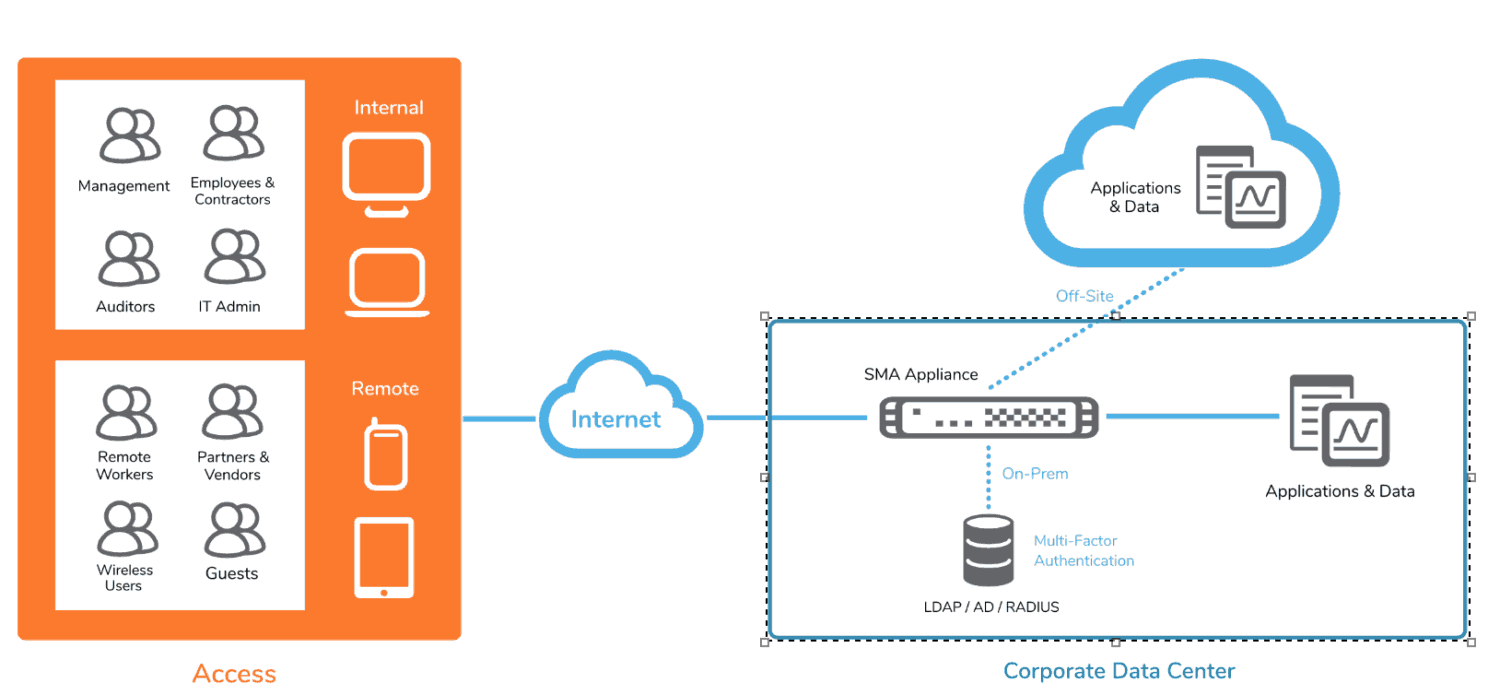 Internal
Management
Employees &
Contractors
Auditors
IT Admin
Remote
Remote
Workers
Partners &
Vendors
Wireless
Users
Guests
Access
Internet
Applications
& Data
Off-Site
SMA Appliance
On-Prem
Multi-Factor
Authentication
LDAP / AD / RADIUS
Applications & Data
Corporate Data Center